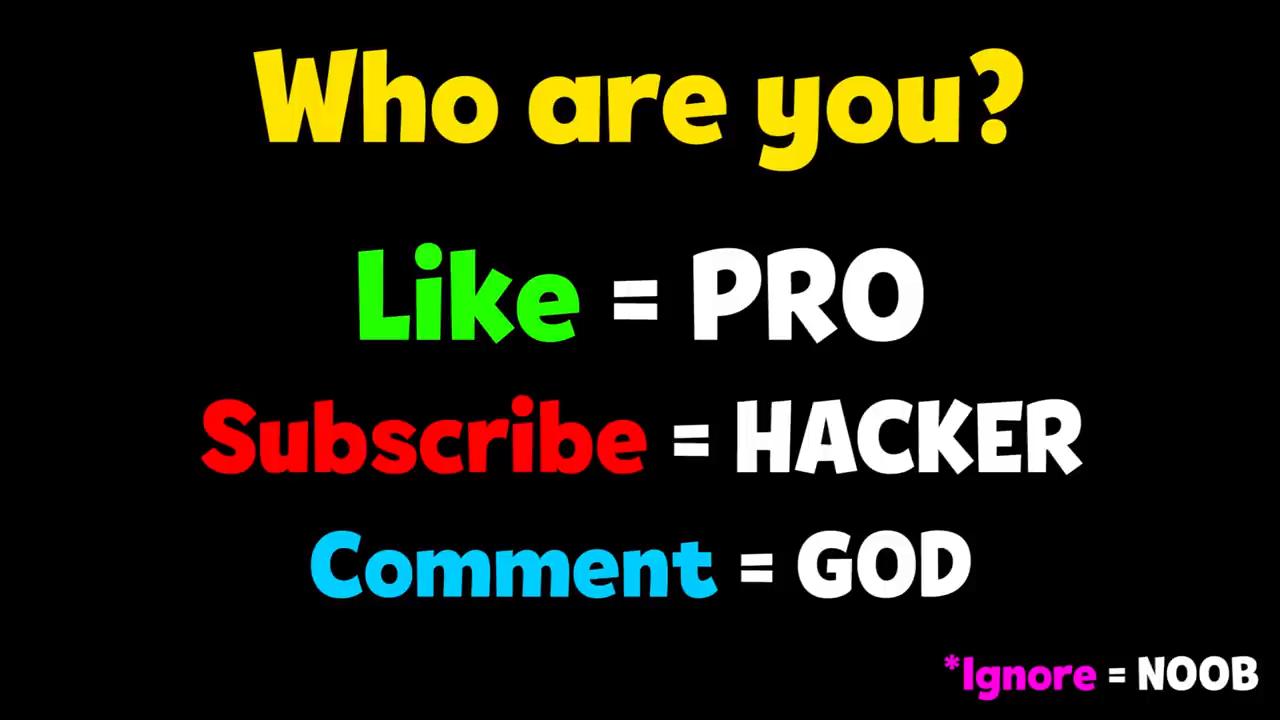 Who are you?
Like = PRO
Subscribe = HACKER
Comment = GOD
*Ignore = NOOB